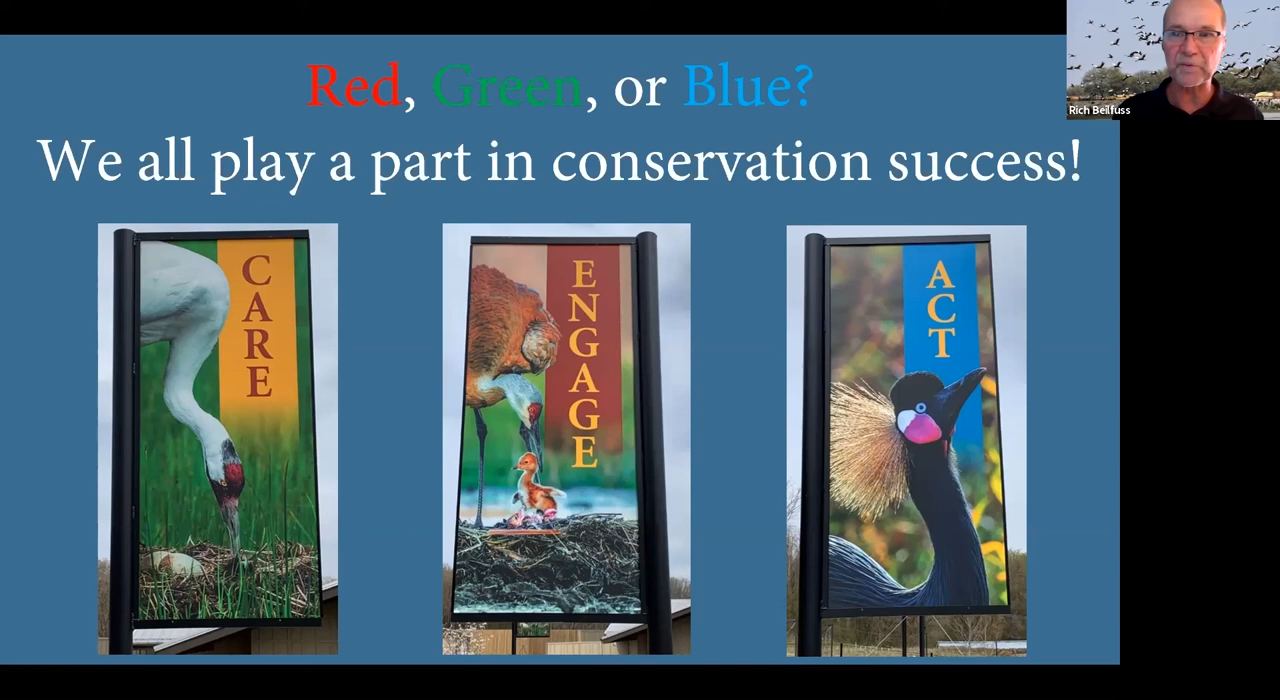 Red, Green, or Blue?
We all play a part in conservation success!
Rich Beilfuss
CARE
ENGAGE
ACT